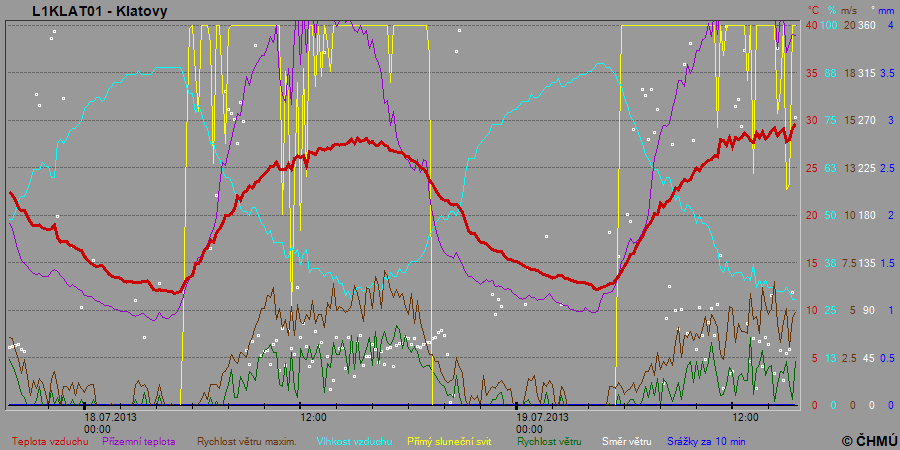 L1KLAT01 - Klatovy
°C % m/s ° mm
40 100 20 360 4
35 88 18 315 3.5
30 75 15 270 3
25 63 13 225 2.5
20 50 10 180 2
15 38 7.5 135 1.5
10 25 5 90 1
5 13 2.5 45 0.5
0 0 0 0 0
18.07.2013 12:00 19.07.2013 12:00
00:00 00:00
Teplota vzduchu Přízemní teplota Rychlost větru maxim. Vlhkost vzduchu Přímý sluneční svit Rychlost větru Směr větru Srážky za 10 min © ČHMÚ